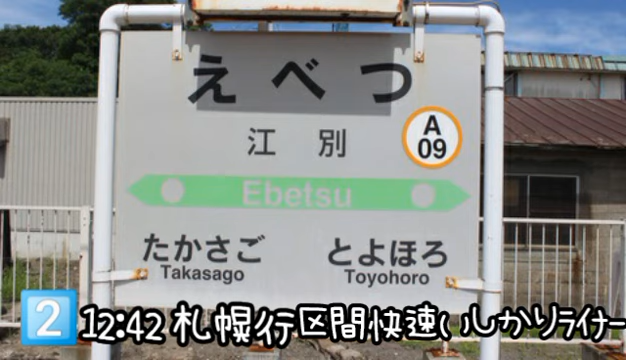 えべつ
江別
A
09
Ebetsu
たかさご とよほろ
Takasago Toyohoro
2 12:42 札幌行 区間快速いしかりライナー